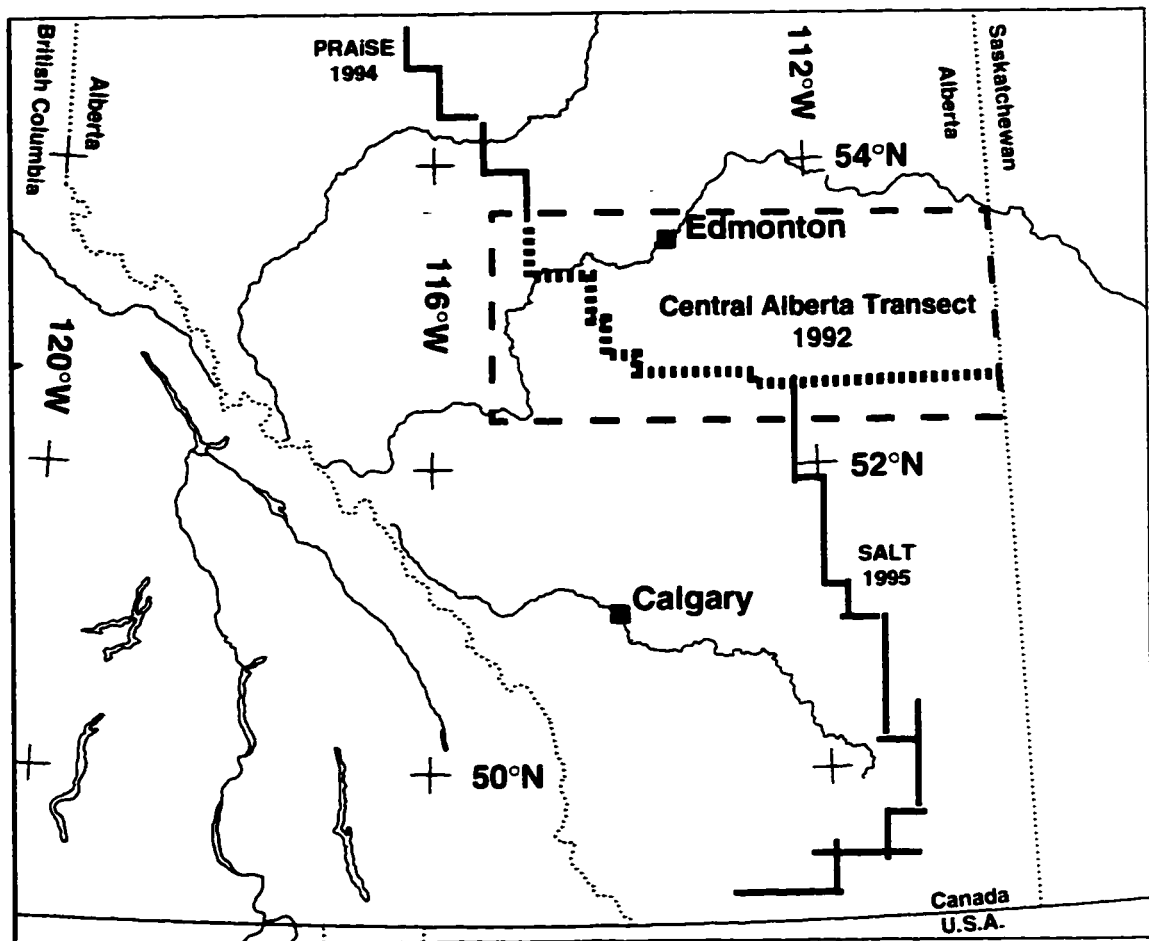 PRAiSE
1994
British Columbia
Alberta
112°W
Alberta
Saskatchewan
54°N
Edmonton
116°W
Central Alberta Transect
1992
120°W
52°N
SALT
1995
Calgary
50°N
Canada
U.S.A.